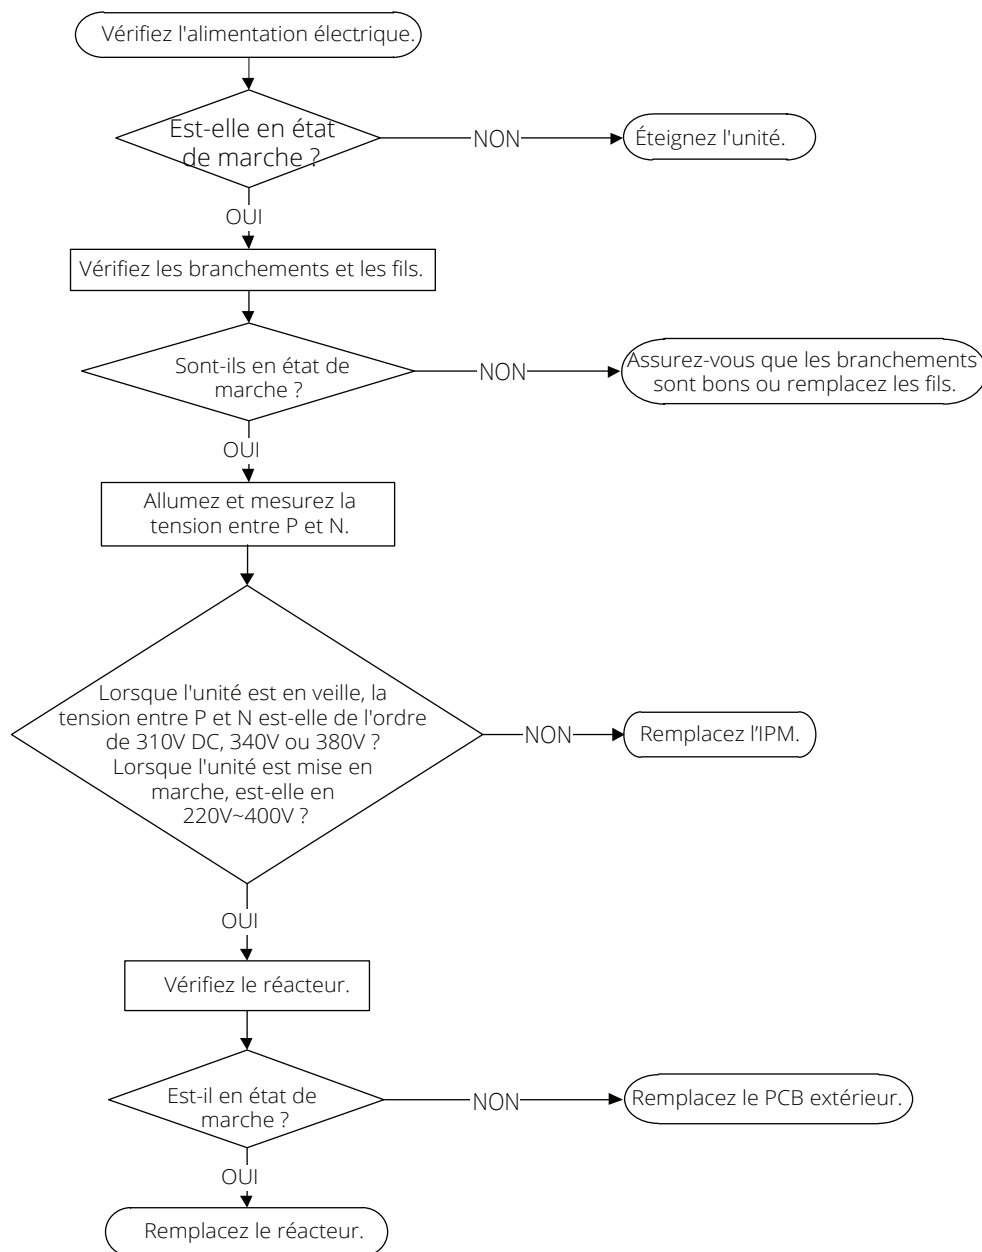 Vérifiez l'alimentation électrique.
Est-elle en état
de marche ?
NON
Éteignez l'unité.
OUI
Vérifiez les branchements et les fils.
Sont-ils en état de
marche ?
NON
Assurez-vous que les branchements
sont bons ou remplacez les fils.
OUI
Allumez et mesurez la
tension entre P et N.
Lorsque l'unité est en veille, la
tension entre P et N est-elle de l'ordre
de 310V DC, 340V ou 380V ?
Lorsque l'unité est mise en
marche, est-elle en
220V~400V ?
NON
Remplacez l’IPM.
OUI
Vérifiez le réacteur.
Est-il en état de
marche ?
NON
Remplacez le PCB extérieur.
OUI
Remplacez le réacteur.